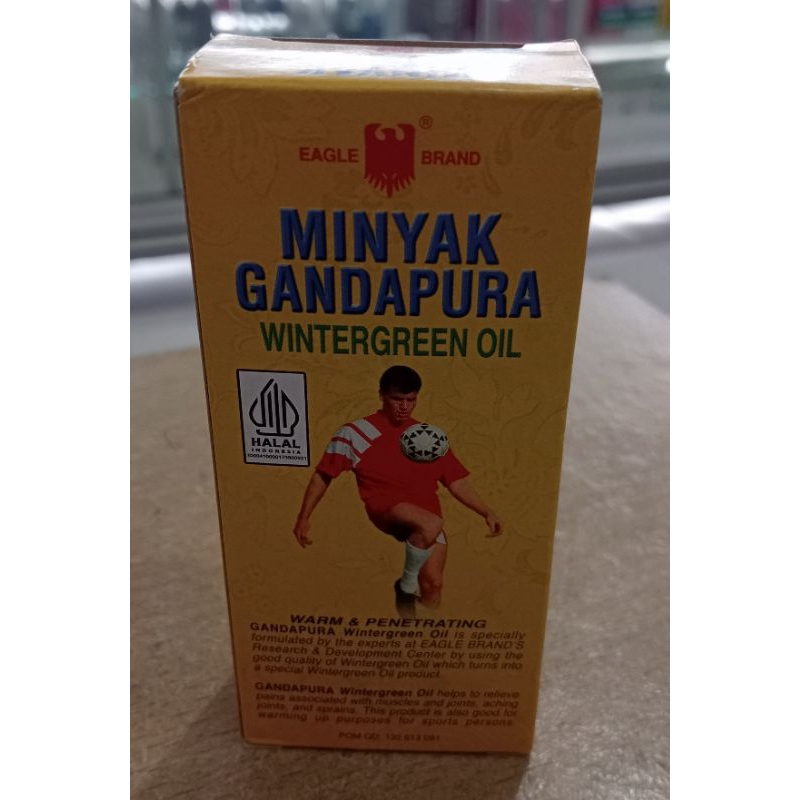 EAGLE BRAND ®
MINYAK
GANDAPURA
WINTERGREEN OIL
HALAL
INDONESIA
WARM & PENETRATING
GANDAPURA Wintergreen Oil is specially
formulated by the experts at EAGLE BRAND'S
Research & Development Center by using the
good quality of Wintergreen Oil which turns into
a special Wintergreen Oil product.
GANDAPURA Wintergreen Oil helps to relieve
pains associated with muscles and joints, aching
joints, and sprains. This product is also good for
warming up purposes for sports persons.
POM QD.